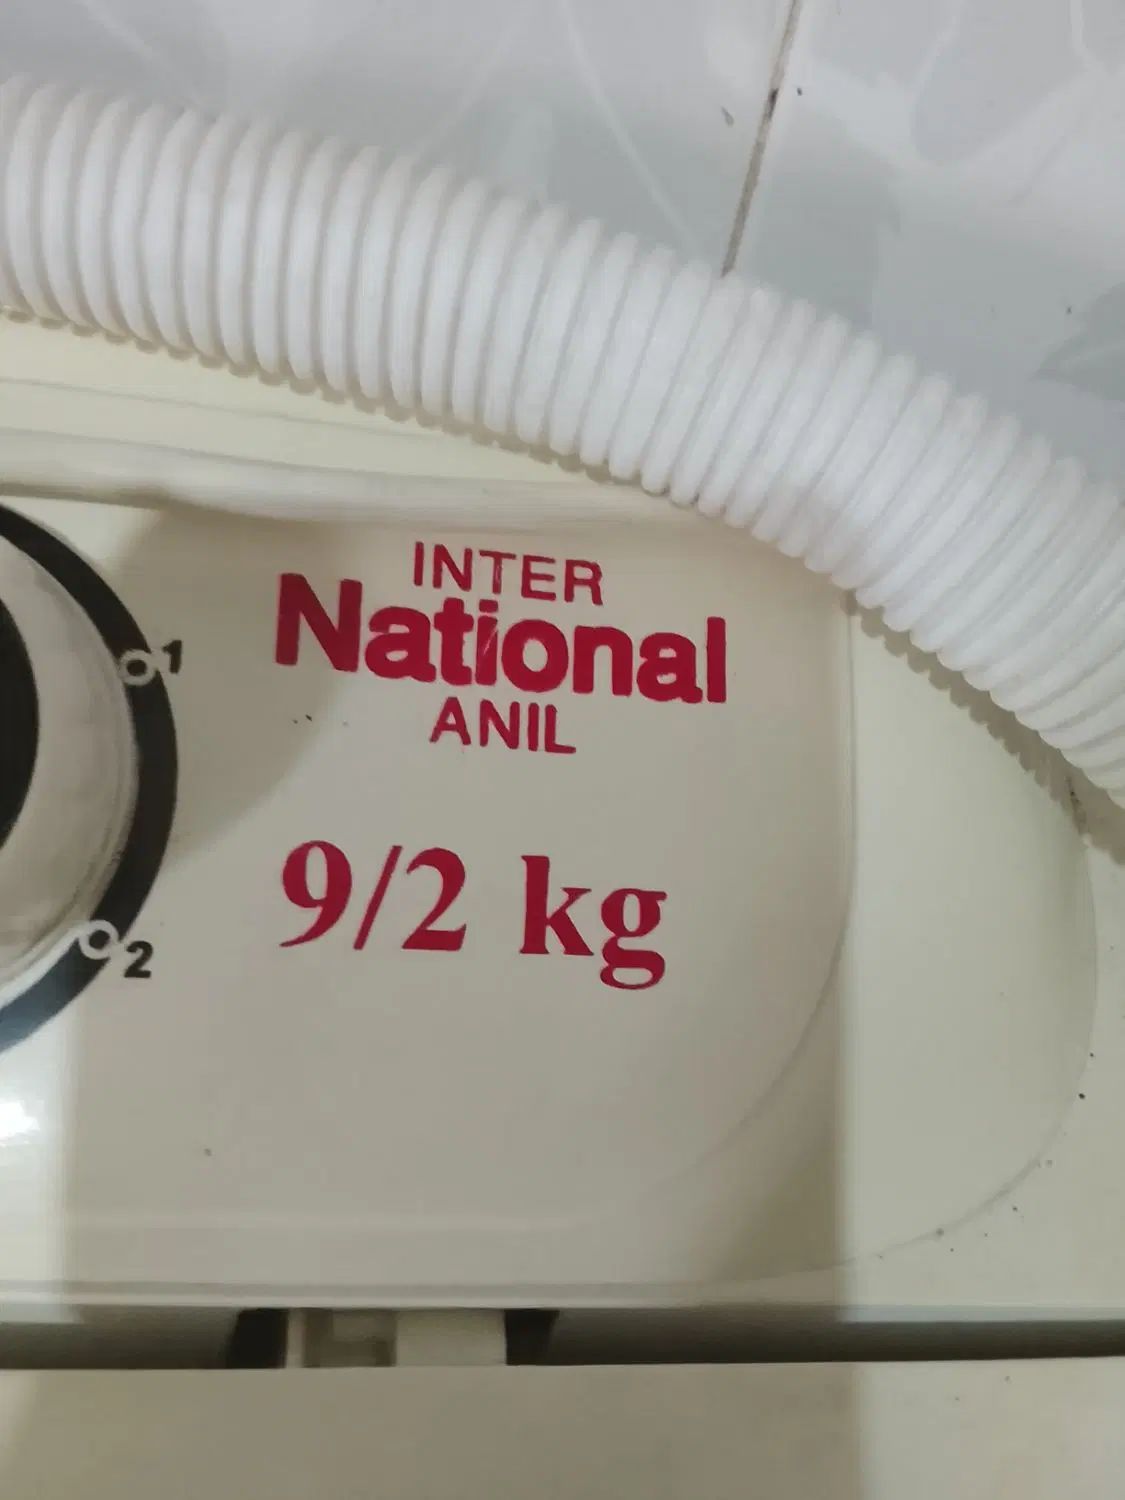 INTER
National
ANIL
1
9/2 kg
2